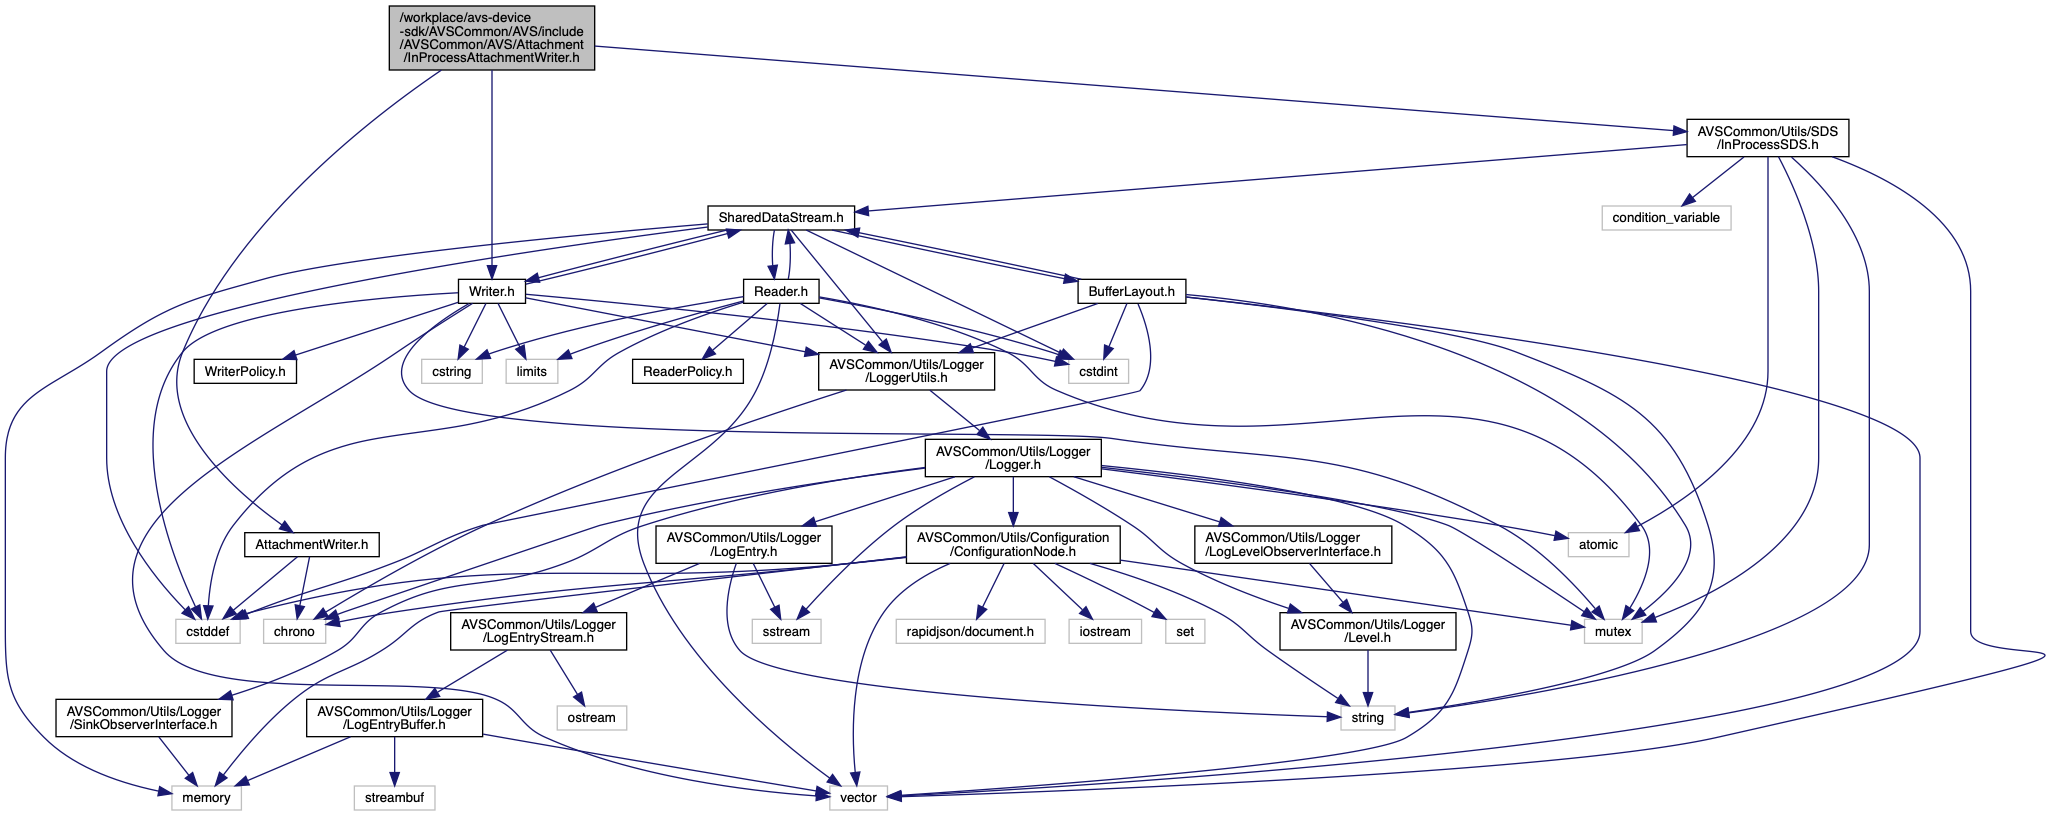 /workplace/avs-device
-sdk/AVSCommon/AVS/include
/AVSCommon/AVS/Attachment
/InProcessAttachmentWriter.h
AVSCommon/Utils/SDS
/InProcessSDS.h
SharedDataStream.h
condition_variable
Writer.h
Reader.h
BufferLayout.h
WriterPolicy.h
cstring
limits
ReaderPolicy.h
AVSCommon/Utils/Logger
/LoggerUtils.h
cstdint
AVSCommon/Utils/Logger
/Logger.h
AttachmentWriter.h
AVSCommon/Utils/Logger
/LogEntry.h
AVSCommon/Utils/Configuration
/ConfigurationNode.h
AVSCommon/Utils/Logger
/LogLevelObserverInterface.h
atomic
cstddef
chrono
AVSCommon/Utils/Logger
/LogEntryStream.h
sstream
rapidjson/document.h
iostream
set
AVSCommon/Utils/Logger
/Level.h
mutex
AVSCommon/Utils/Logger
/SinkObserverInterface.h
AVSCommon/Utils/Logger
/LogEntryBuffer.h
ostream
string
memory
streambuf
vector